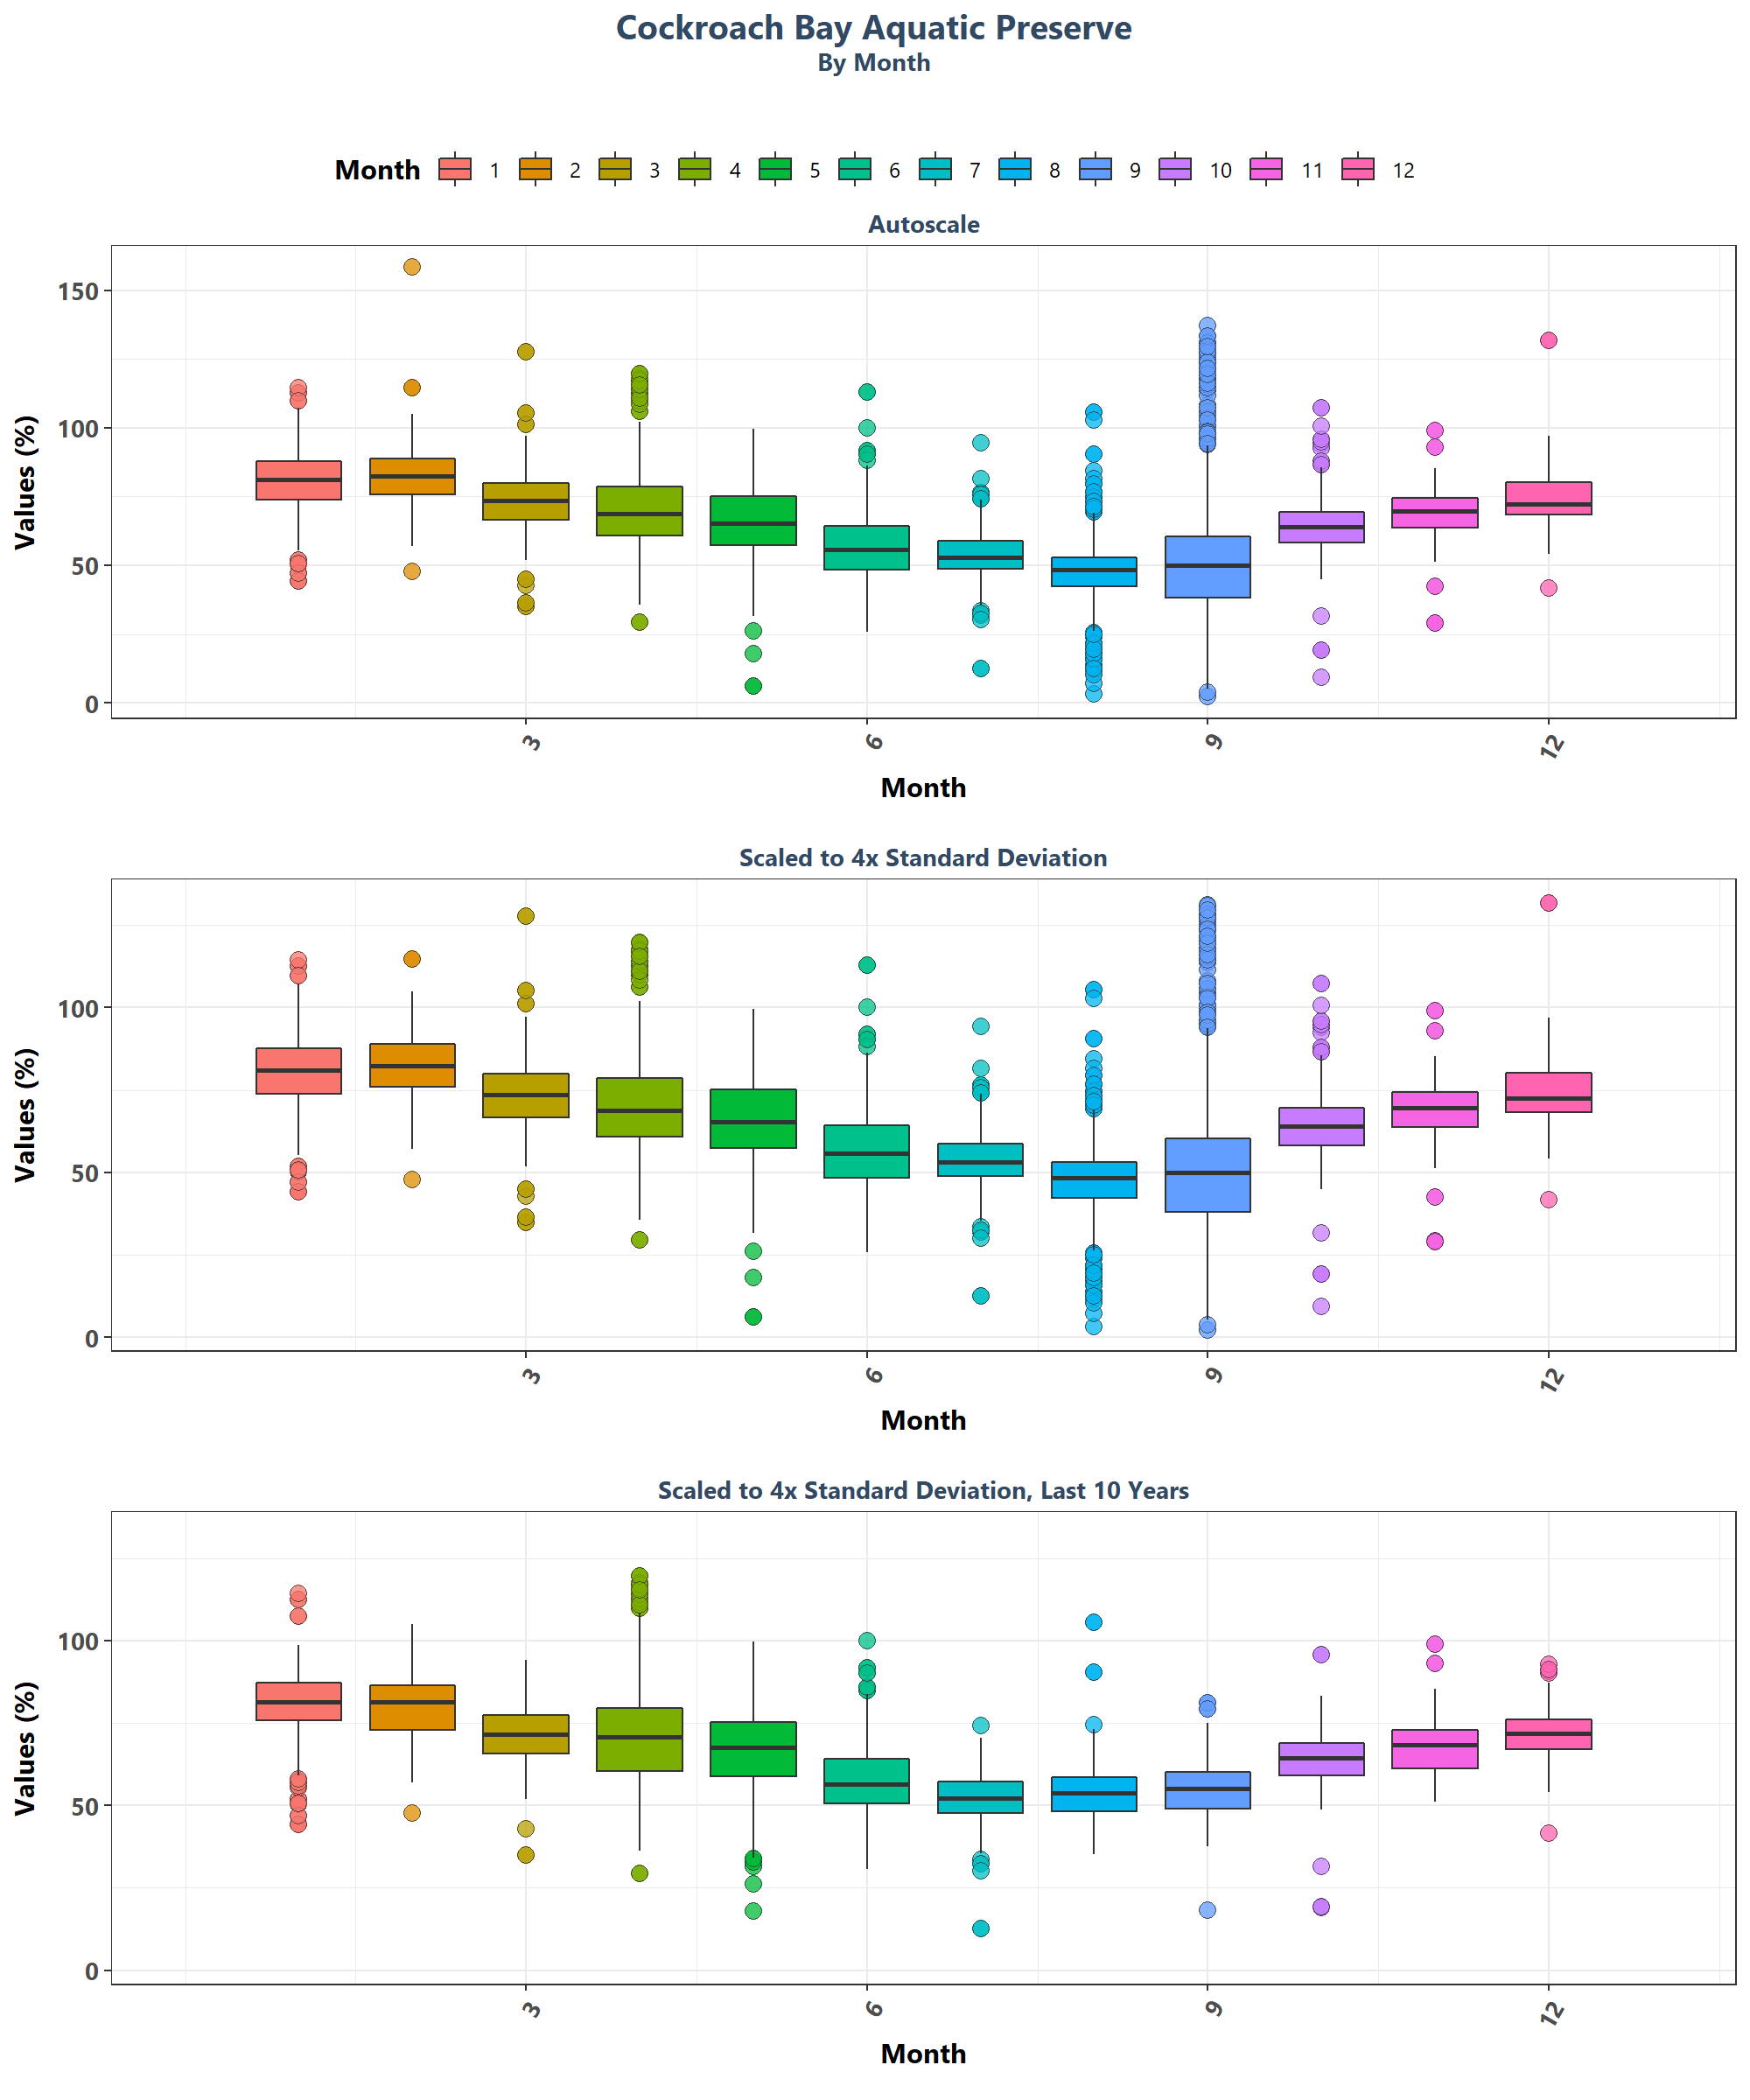 Cockroach Bay Aquatic Preserve
By Month
Month 1 2 3 4 5 6 7 8 9 10 11 12
Autoscale
Values (%)
150
100
50
0
3 6 9 12
Month
Scaled to 4x Standard Deviation
Values (%)
100
50
0
3 6 9 12
Month
Scaled to 4x Standard Deviation, Last 10 Years
Values (%)
100
50
0
3 6 9 12
Month